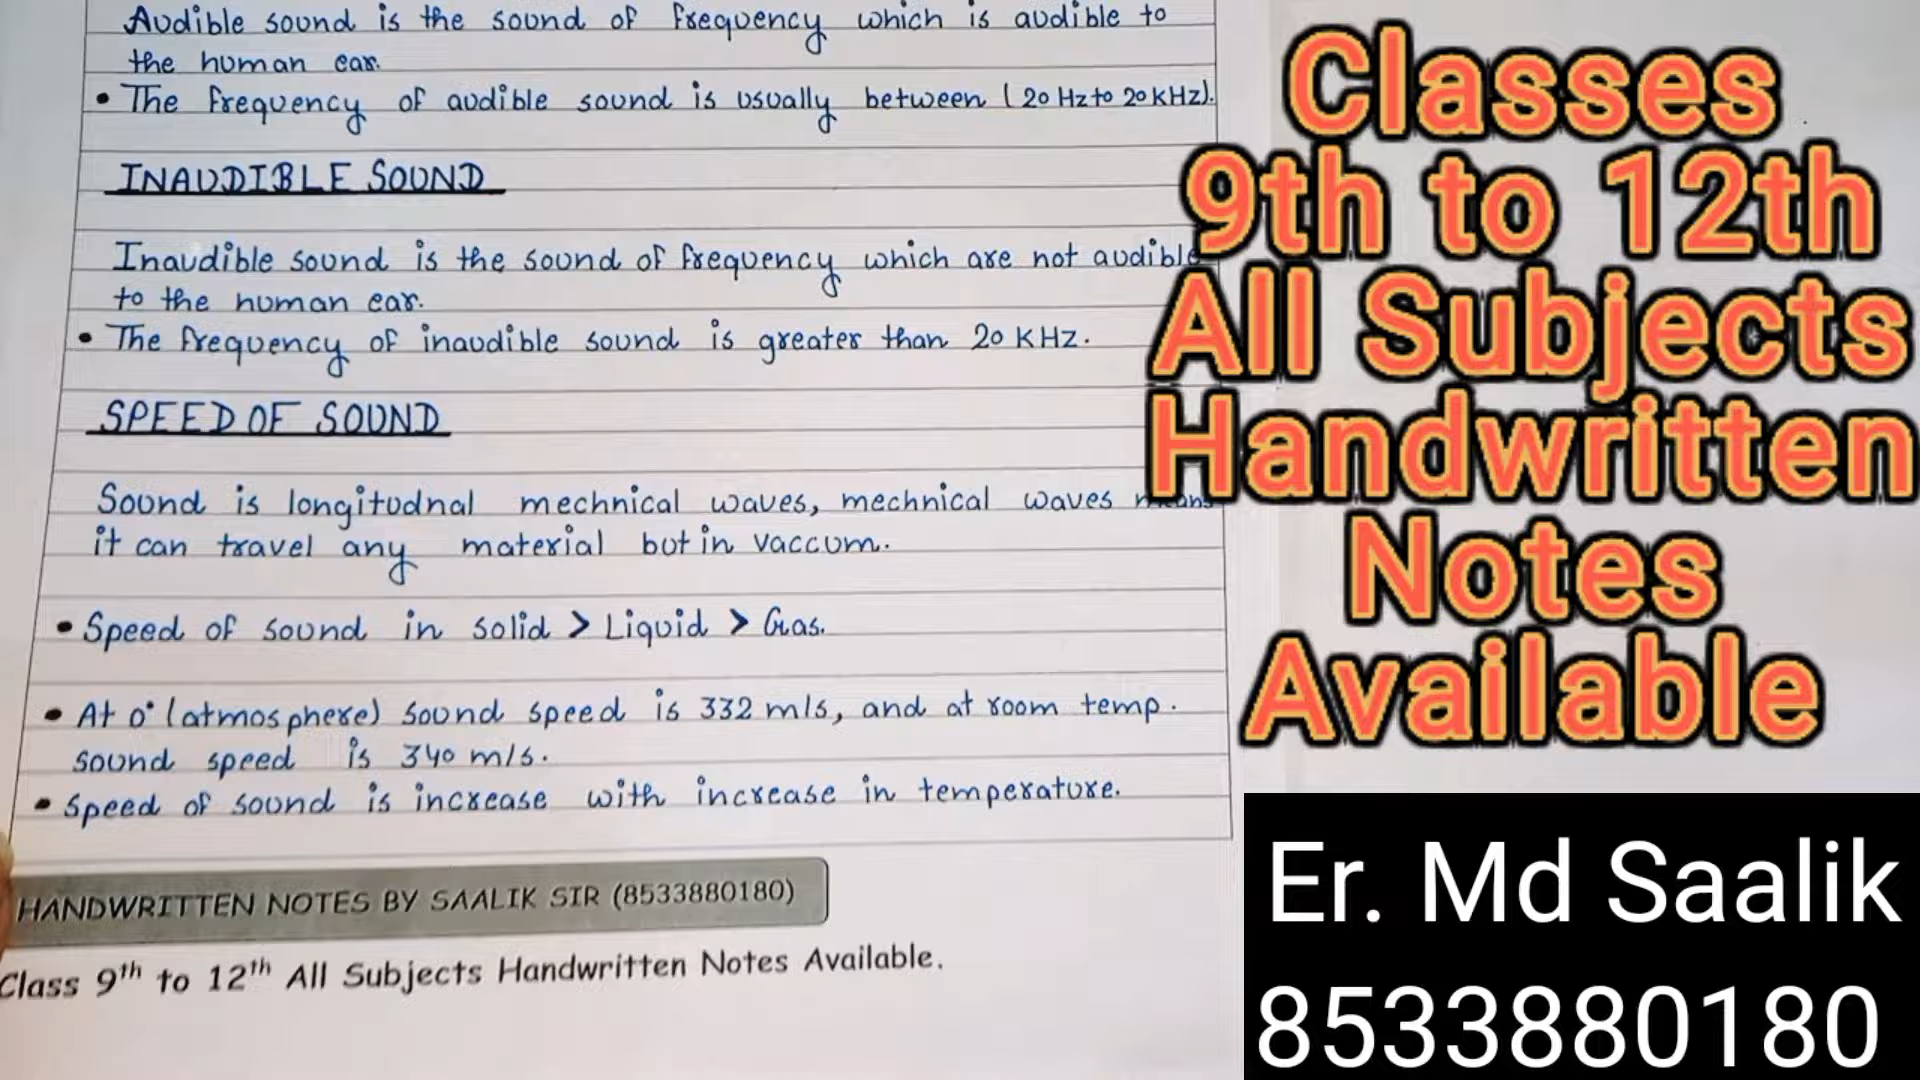 Audible sound is the sound of frequency which is audible to
the human ear.
• The frequency of audible sound is usually between (20 Hz to 20 KHz).
INAUDIBLE SOUND
Inaudible sound is the sound of frequency which are not audible
to the human ear.
• The frequency of inaudible sound is greater than 20 KHz.
SPEED OF SOUND
Sound is longitudnal mechnical waves, mechnical waves means
it can travel any material but in vaccum.
• Speed of sound in solid > Liquid > Gas.
• At 0° (atmosphere) sound speed is 332 m/s, and at room temp.
sound speed is 340 m/s.
• Speed of sound is increase with increase in temperature.
HANDWRITTEN NOTES BY SAALIK SIR (8533880180)
Class 9th to 12th All Subjects Handwritten Notes Available.
Classes
9th to 12th
All Subjects
Handwritten
Notes
Available
Er. Md Saalik
8533880180